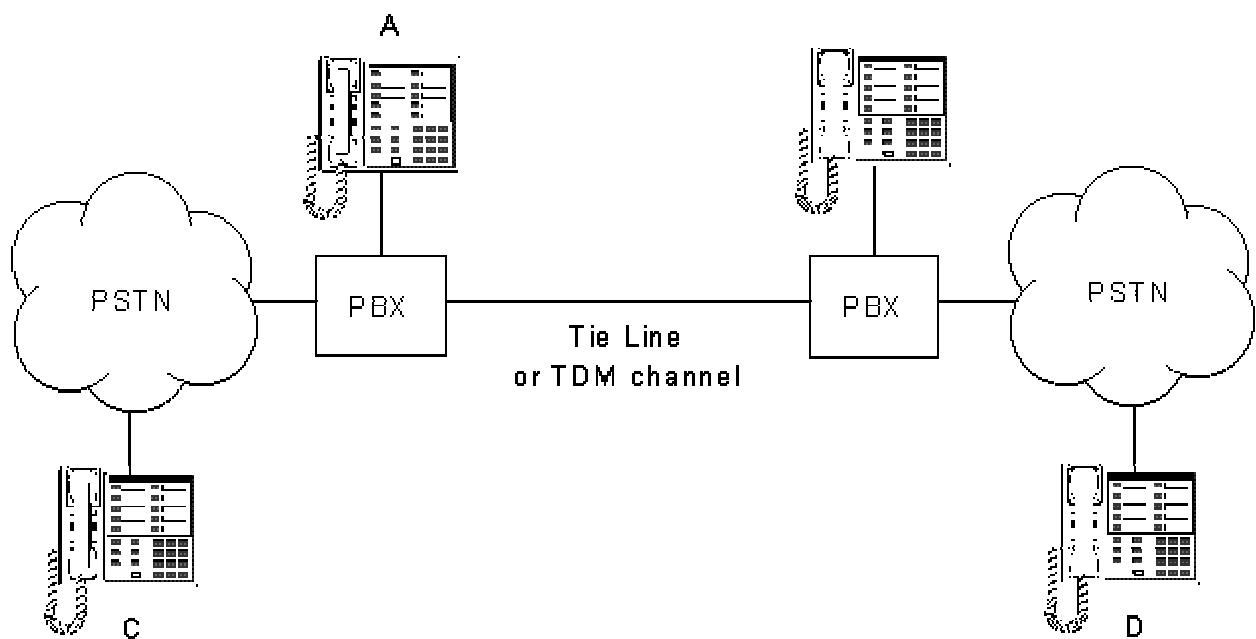 A
PSTN
PBX
Tie Line
or TDM channel
PBX
PSTN
C
D